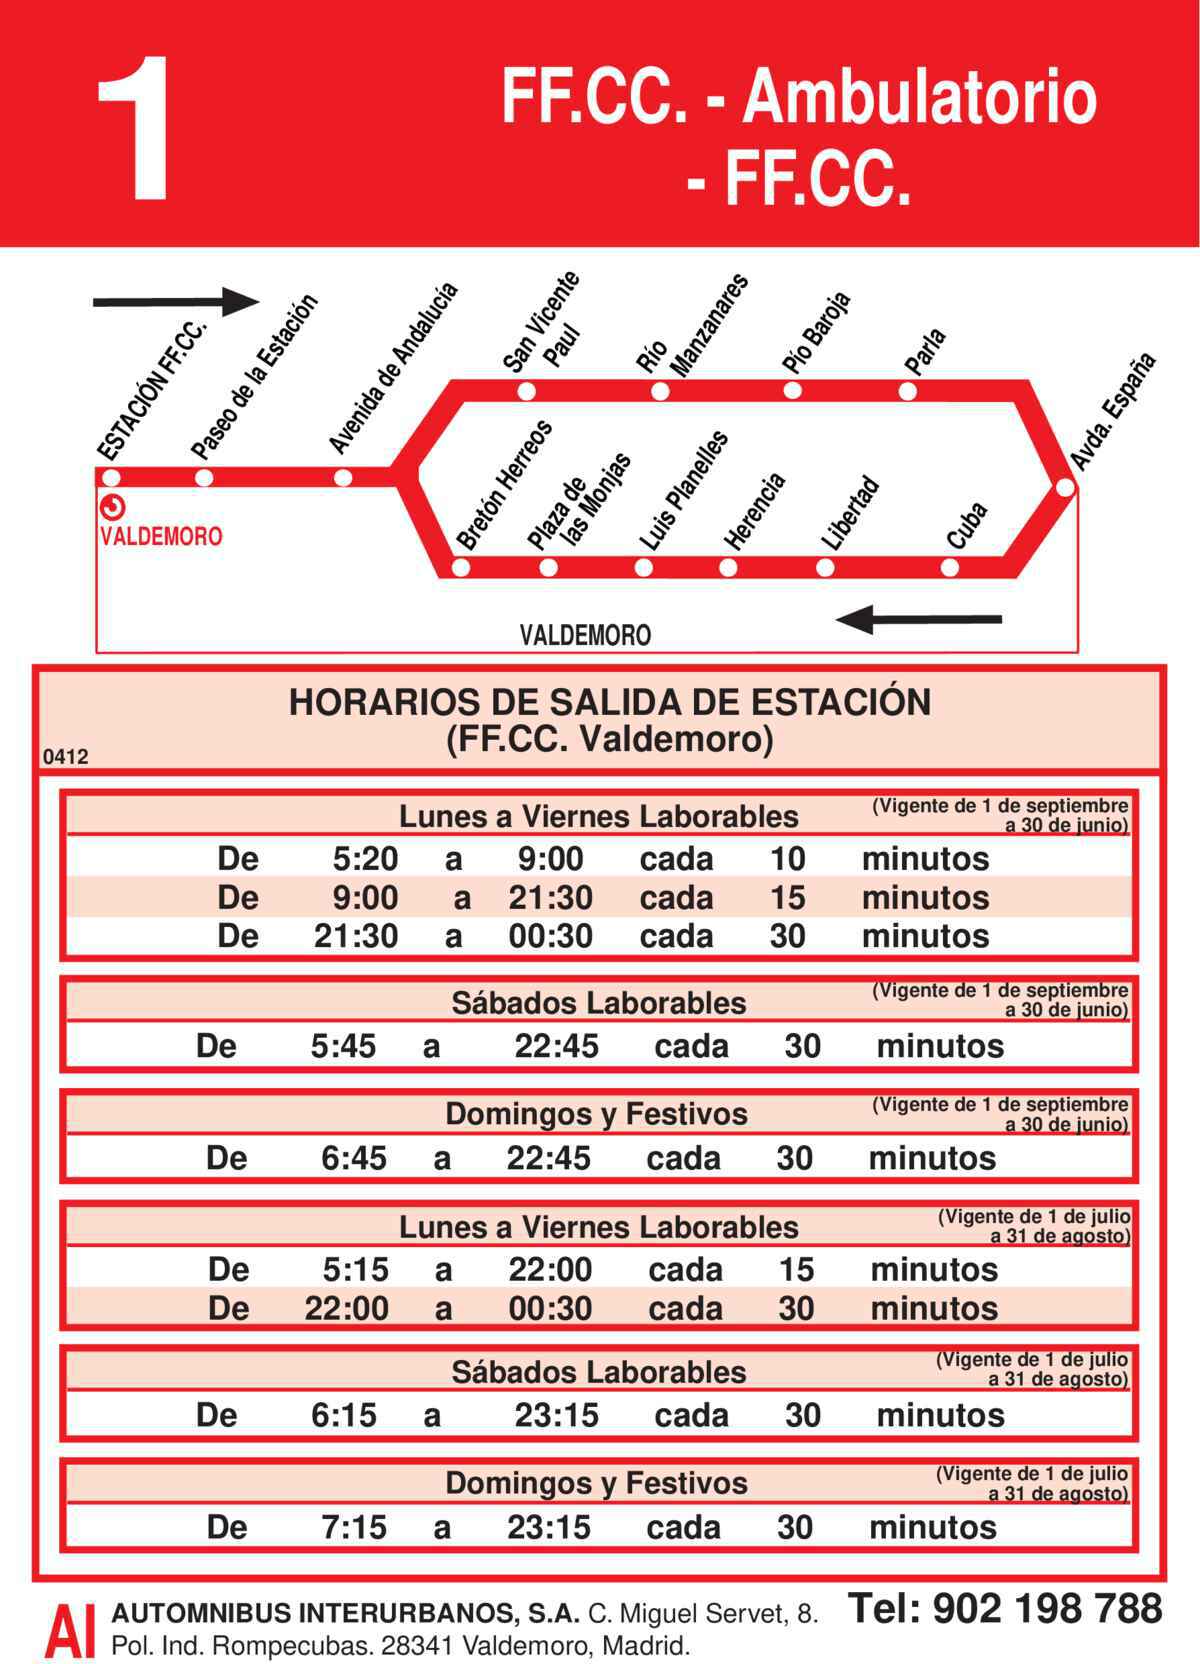 1
FF.CC. - Ambulatorio
- FF.CC.
ESTACIÓN FF.CC.
Paseo de la Estación
Avenida de Andalucía
San Vicente
Paul
Río
Manzanares
Pío Baroja
Parla
Avda. España
Bretón Herreos
Plaza de
las Monjas
Luis Planelles
Herencia
Libertad
Cuba
VALDEMORO
VALDEMORO
HORARIOS DE SALIDA DE ESTACIÓN
(FF.CC. Valdemoro)
0412
Lunes a Viernes Laborables (Vigente de 1 de septiembre
a 30 de junio)
De 5:20 a 9:00 cada 10 minutos
De 9:00 a 21:30 cada 15 minutos
De 21:30 a 00:30 cada 30 minutos
Sábados Laborables (Vigente de 1 de septiembre
a 30 de junio)
De 5:45 a 22:45 cada 30 minutos
Domingos y Festivos (Vigente de 1 de septiembre
a 30 de junio)
De 6:45 a 22:45 cada 30 minutos
Lunes a Viernes Laborables (Vigente de 1 de julio
a 31 de agosto)
De 5:15 a 22:00 cada 15 minutos
De 22:00 a 00:30 cada 30 minutos
Sábados Laborables (Vigente de 1 de julio
a 31 de agosto)
De 6:15 a 23:15 cada 30 minutos
Domingos y Festivos (Vigente de 1 de julio
a 31 de agosto)
De 7:15 a 23:15 cada 30 minutos
AI AUTOMNIBUS INTERURBANOS, S.A. C. Miguel Servet, 8. Tel: 902 198 788
Pol. Ind. Rompecubas. 28341 Valdemoro, Madrid.